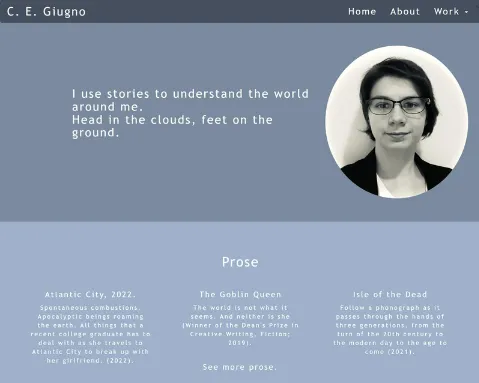 C. E. Giugno
Home About Work
I use stories to understand the world
around me.
Head in the clouds, feet on the
ground.
Prose
Atlantic City, 2022.
Spontaneous combustions.
Apocalyptic beings roaming
the earth. All things that a
recent college graduate has to
deal with as she travels to
Atlantic City to break up with
her girlfriend. (2022).
The Goblin Queen
The world is not what it
seems. And neither is she
(Winner of the Dean's Prize in
Creative Writing, Fiction;
2019).
See more prose.
Isle of the Dead
Follow a phonograph as it
passes through the hands of
three generations, from the
turn of the 20th century to
the modern day to the age to
come (2021).